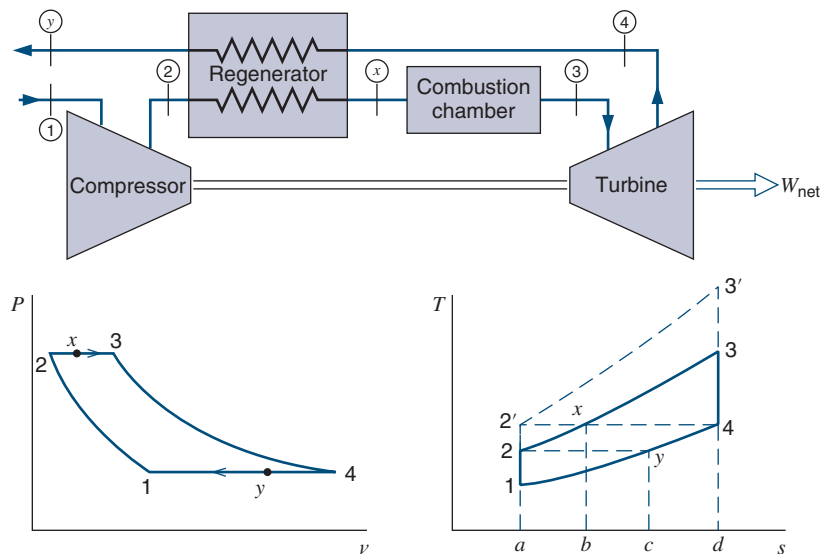 y
4
2
Regenerator
x
3
Combustion
chamber
1
Compressor
Turbine
W net
P
x
3
2
1
y
4
v
T
3′
3
2′
x
4
2
y
1
a
b
c
d
s